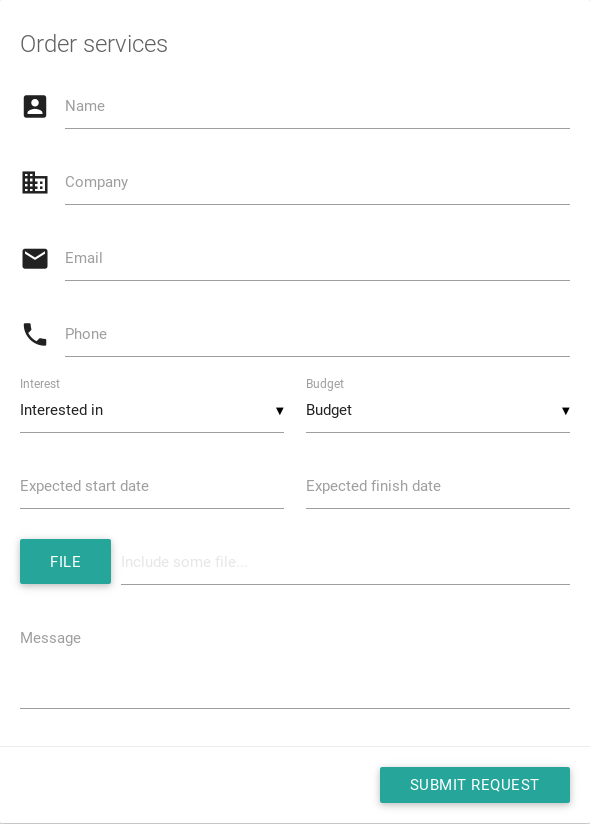 Order services
Name
Company
Email
Phone
Interest Budget
Interested in Budget
Expected start date Expected finish date
FILE Include some file...
Message
SUBMIT REQUEST